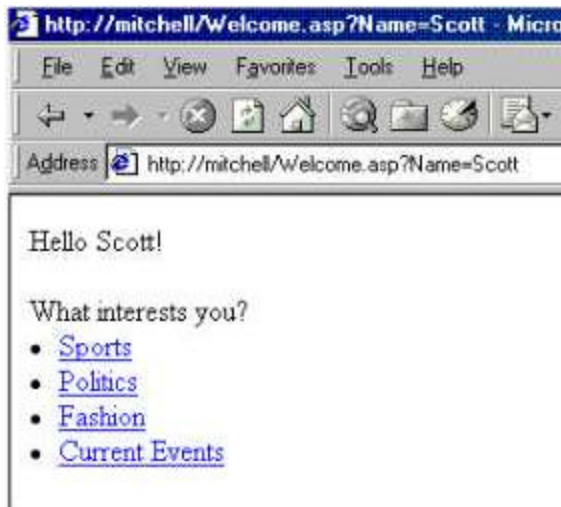 http://mitchell/Welcome.asp?Name=Scott - Micro
File Edit View Favorites Tools Help
Address http://mitchell/Welcome.asp?Name=Scott
Hello Scott!
What interests you?
• Sports
• Politics
• Fashion
• Current Events